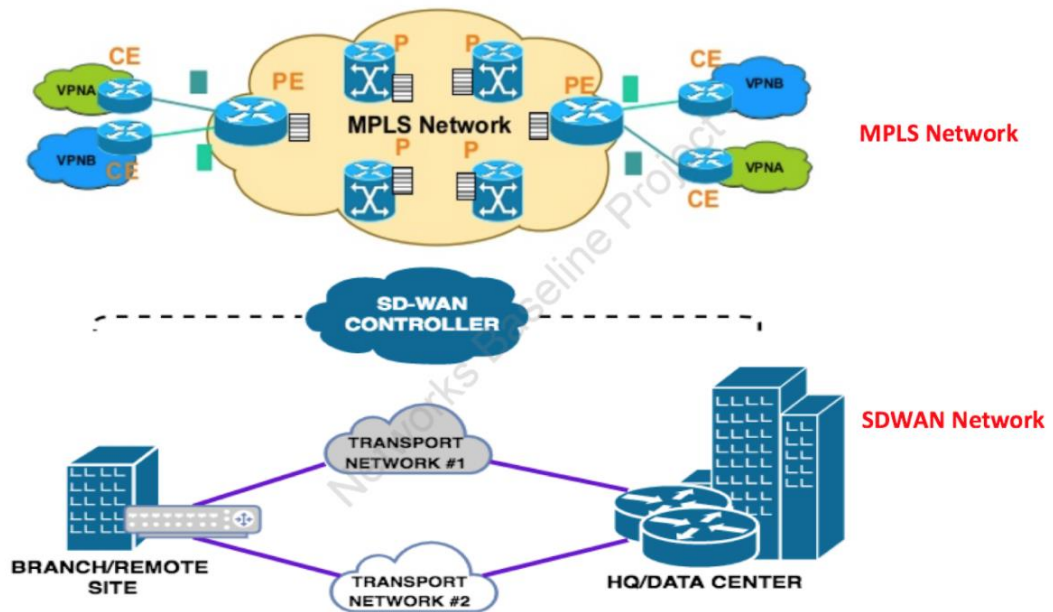 P
P
CE
CE
VPNA
PE
PE
VPNB
MPLS Network
MPLS Network
VPNB
CE
P
P
VPNA
CE
Networks Baseline Project
SD-WAN
CONTROLLER
SDWAN Network
TRANSPORT
NETWORK #1
BRANCH/REMOTE
SITE
TRANSPORT
NETWORK #2
HQ/DATA CENTER